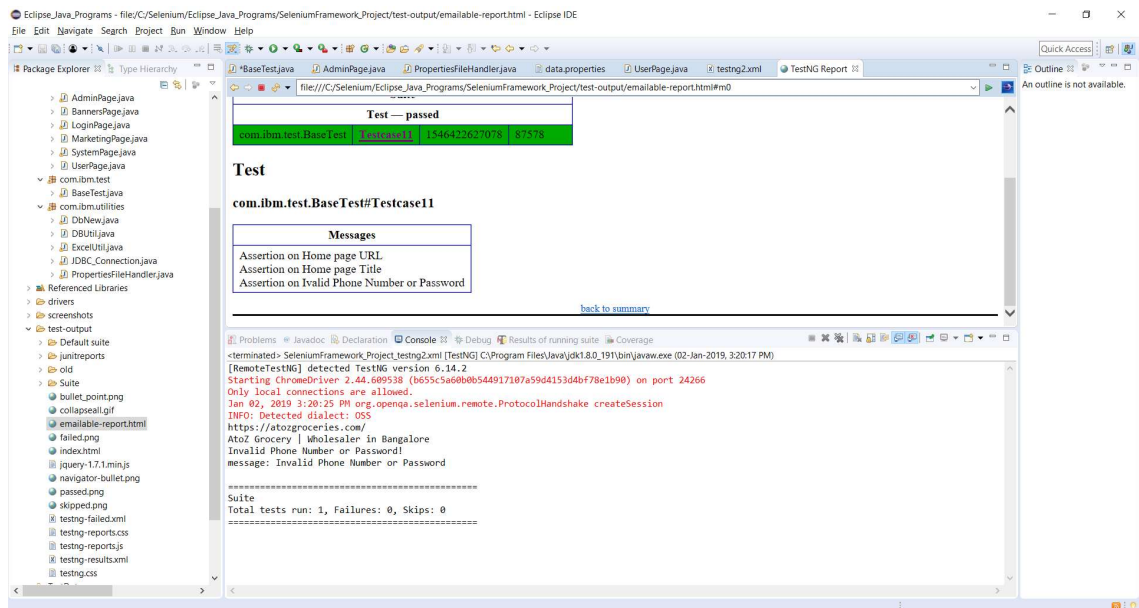 Eclipse_Java_Programs - file:/C:/Selenium/Eclipse_Java_Programs/SeleniumFramework_Project/test-output/emailable-report.html - Eclipse IDE
File Edit Navigate Search Project Run Window Help
Quick Access
Package Explorer Type Hierarchy
AdminPage.java
BannersPage.java
LoginPage.java
MarketingPage.java
SystemPage.java
UserPage.java
com.ibm.test
BaseTest.java
com.ibm.utilities
DbNew.java
DBUtil.java
ExcelUtil.java
JDBC_Connection.java
PropertiesFileHandler.java
Referenced Libraries
drivers
screenshots
test-output
Default suite
junitreports
old
Suite
bullet_point.png
collapseall.gif
emailable-report.html
failed.png
index.html
jquery-1.7.1.min.js
navigator-bullet.png
passed.png
skipped.png
testng-failed.xml
testng-reports.css
testng-reports.js
testng-results.xml
testng.css
*BaseTest.java AdminPage.java PropertiesFileHandler.java data.properties UserPage.java testng2.xml TestNG Report
file:///C:/Selenium/Eclipse_Java_Programs/SeleniumFramework_Project/test-output/emailable-report.html#m0
Test — passed
com.ibm.test.BaseTest Testcase11 1546422627078 87578
Test
com.ibm.test.BaseTest#Testcase11
Messages
Assertion on Home page URL
Assertion on Home page Title
Assertion on Ivalid Phone Number or Password
back to summary
Problems Javadoc Declaration Console Debug Results of running suite Coverage
<terminated> SeleniumFramework_Project_testng2.xml [TestNG] C:\Program Files\Java\jdk1.8.0_191\bin\javaw.exe (02-Jan-2019, 3:20:17 PM)
[RemoteTestNG] detected TestNG version 6.14.2
Starting ChromeDriver 2.44.609538 (b655c5a60b0b544917107a59d4153d4bf78e1b90) on port 24266
Only local connections are allowed.
Jan 02, 2019 3:20:25 PM org.openqa.selenium.remote.ProtocolHandshake createSession
INFO: Detected dialect: OSS
https://atozgroceries.com/
AtoZ Grocery | Wholesaler in Bangalore
Invalid Phone Number or Password!
message: Invalid Phone Number or Password
===============================================
Suite
Total tests run: 1, Failures: 0, Skips: 0
===============================================
Outline
An outline is not available.